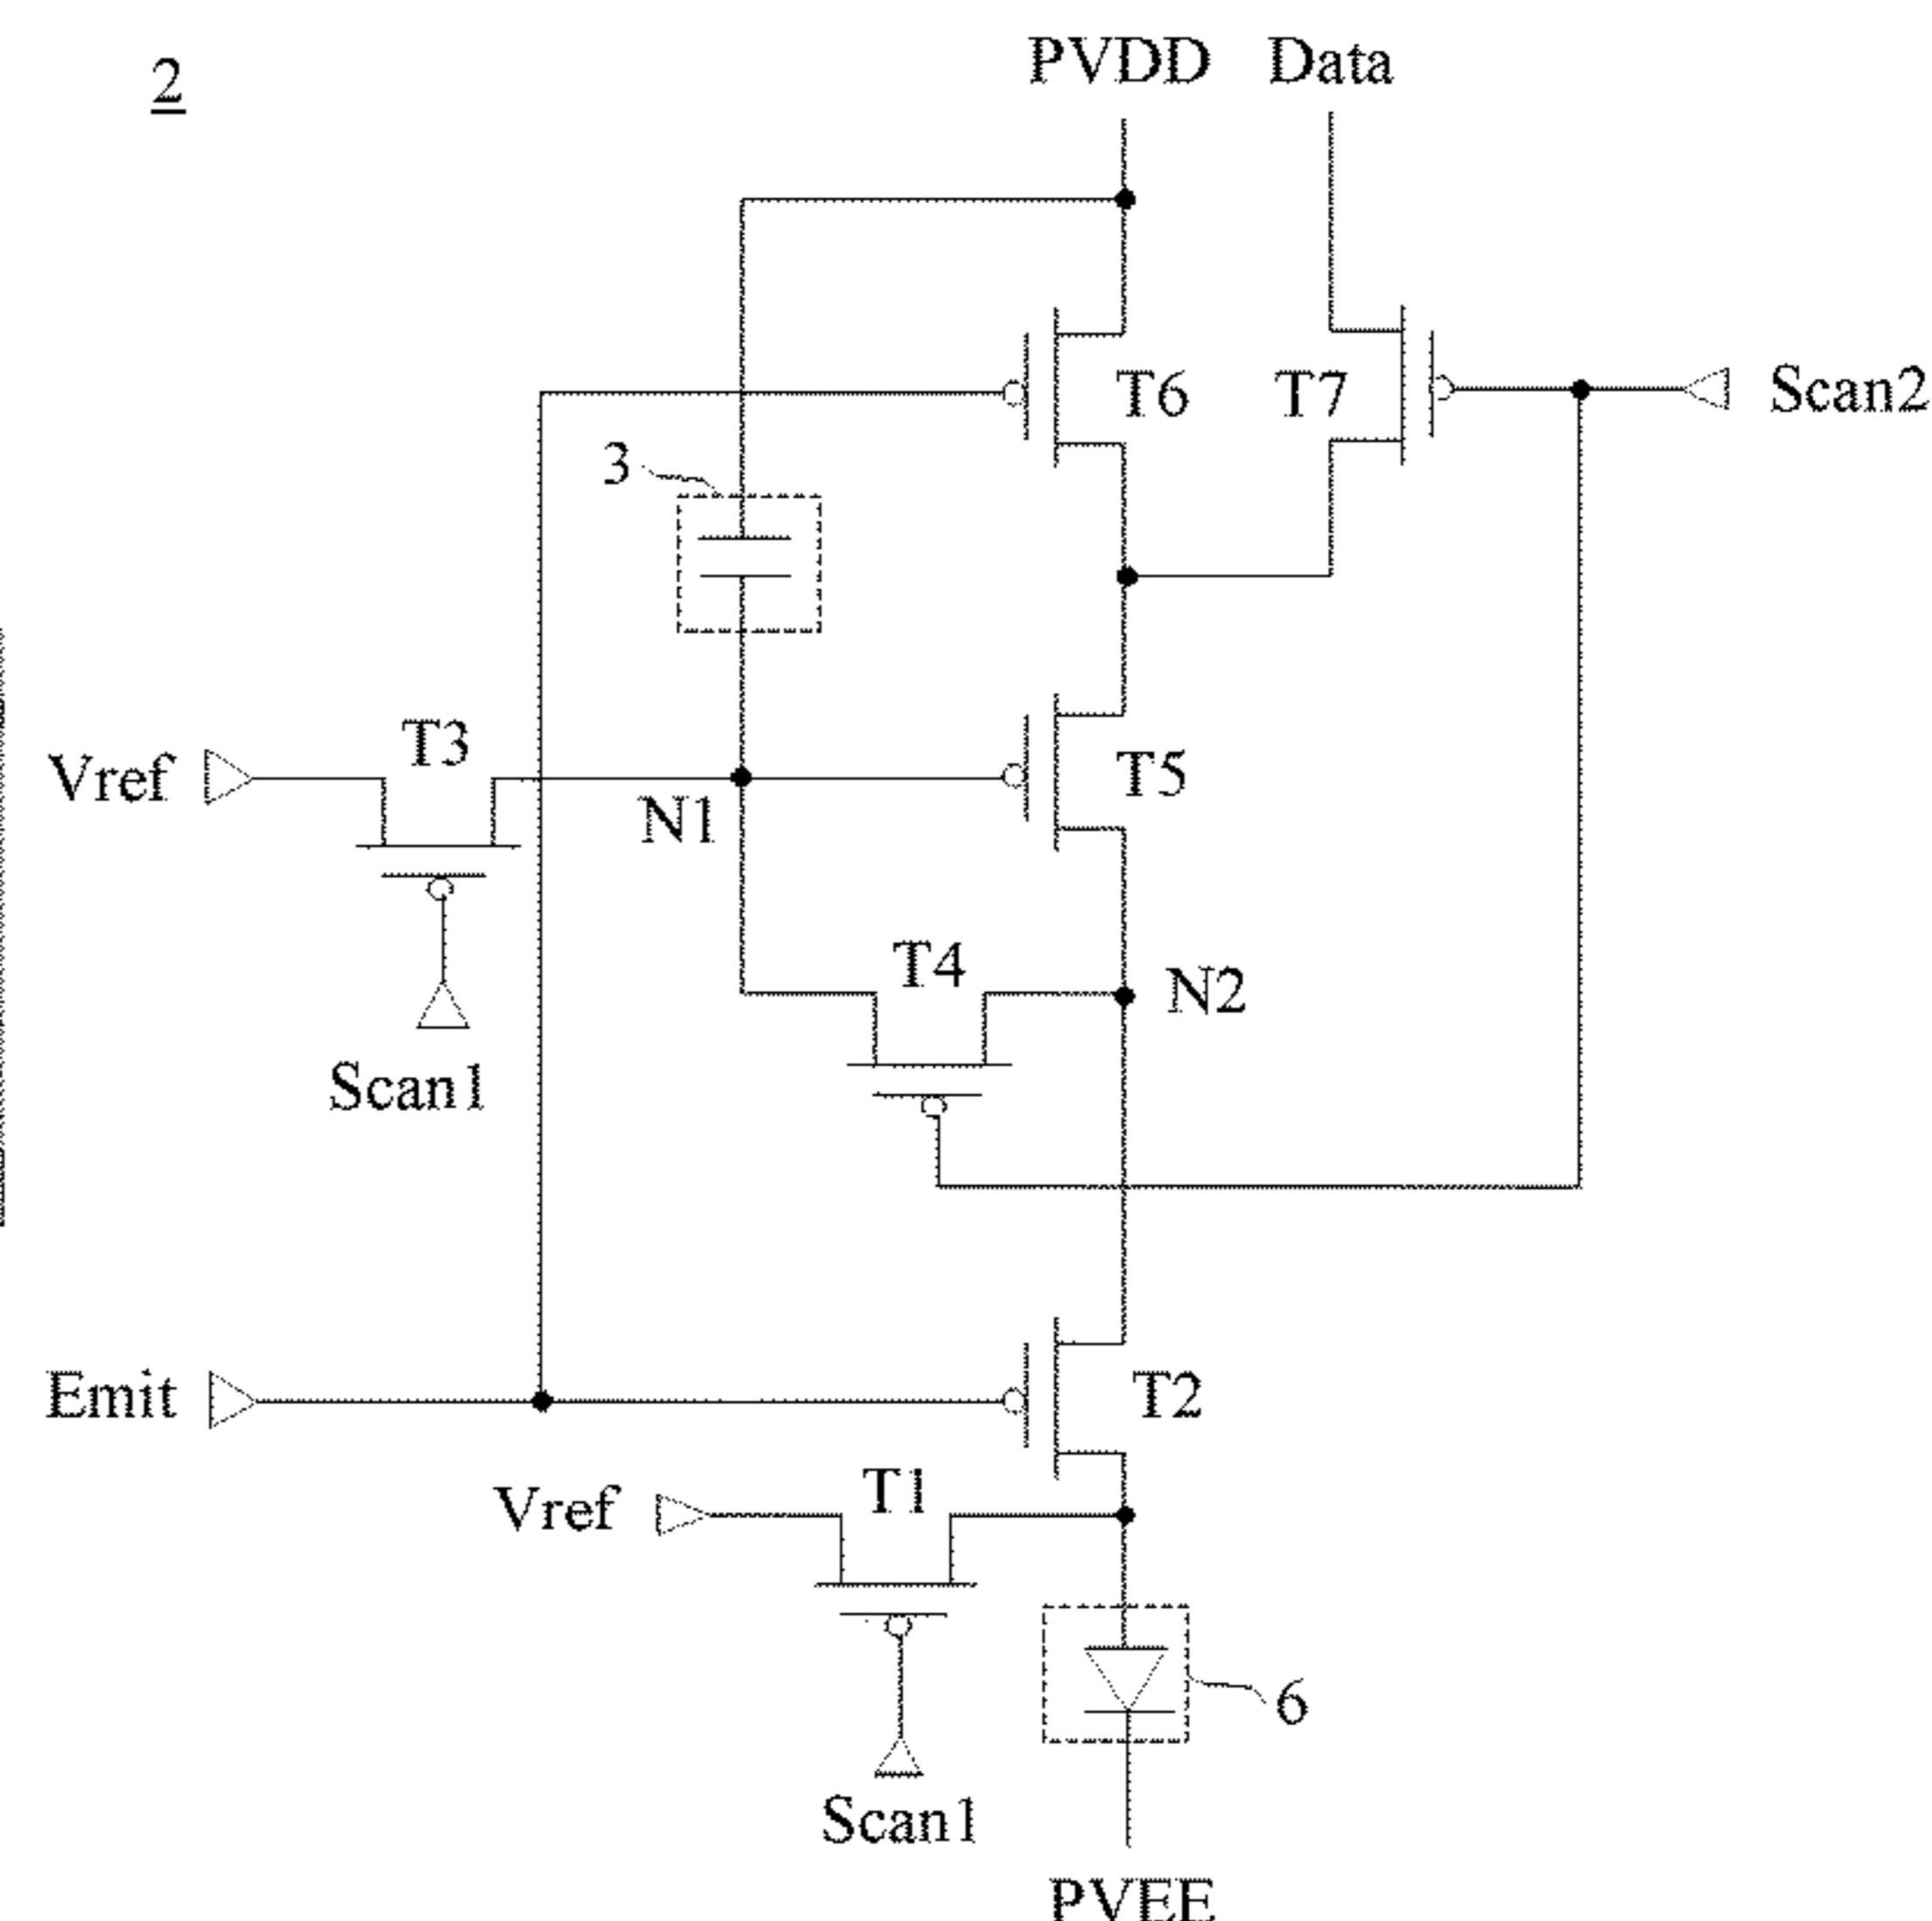 2
PVDD
Data
T6
T7
Scan2
3
T3
Vref
N1
T5
T4
N2
Scan1
Emit
T2
T1
Vref
6
Scan1
PVEE